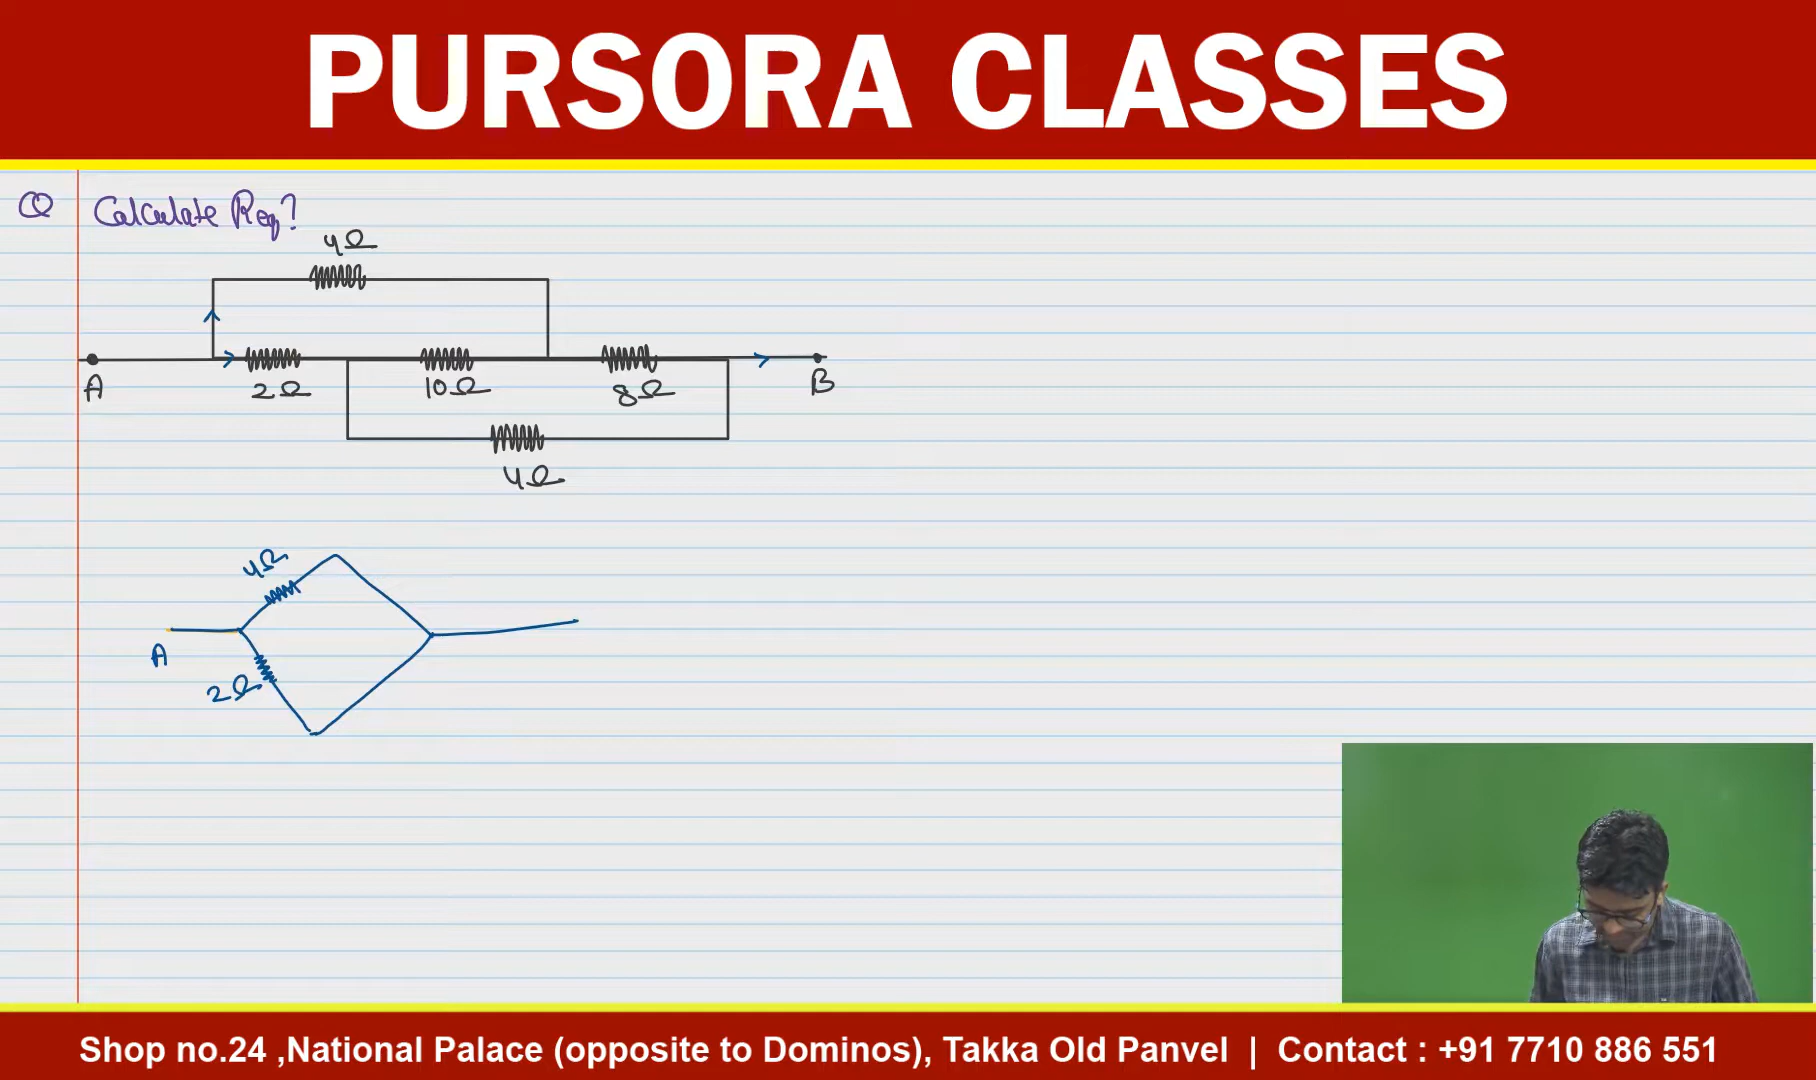 PURSORA CLASSES
Q Calculate Req?
4Ω
A 2Ω 10Ω 8Ω B
4Ω
4Ω
A
2Ω
Shop no.24 ,National Palace (opposite to Dominos), Takka Old Panvel | Contact : +91 7710 886 551